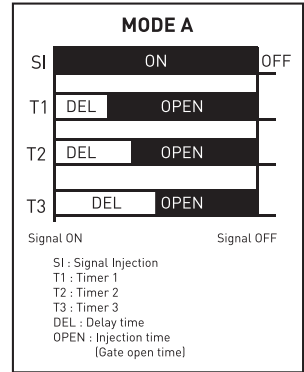 MODE A
SI ON OFF
T1 DEL OPEN
T2 DEL OPEN
T3 DEL OPEN
Signal ON Signal OFF
SI : Signal Injection
T1 : Timer 1
T2 : Timer 2
T3 : Timer 3
DEL : Delay time
OPEN : Injection time
(Gate open time)